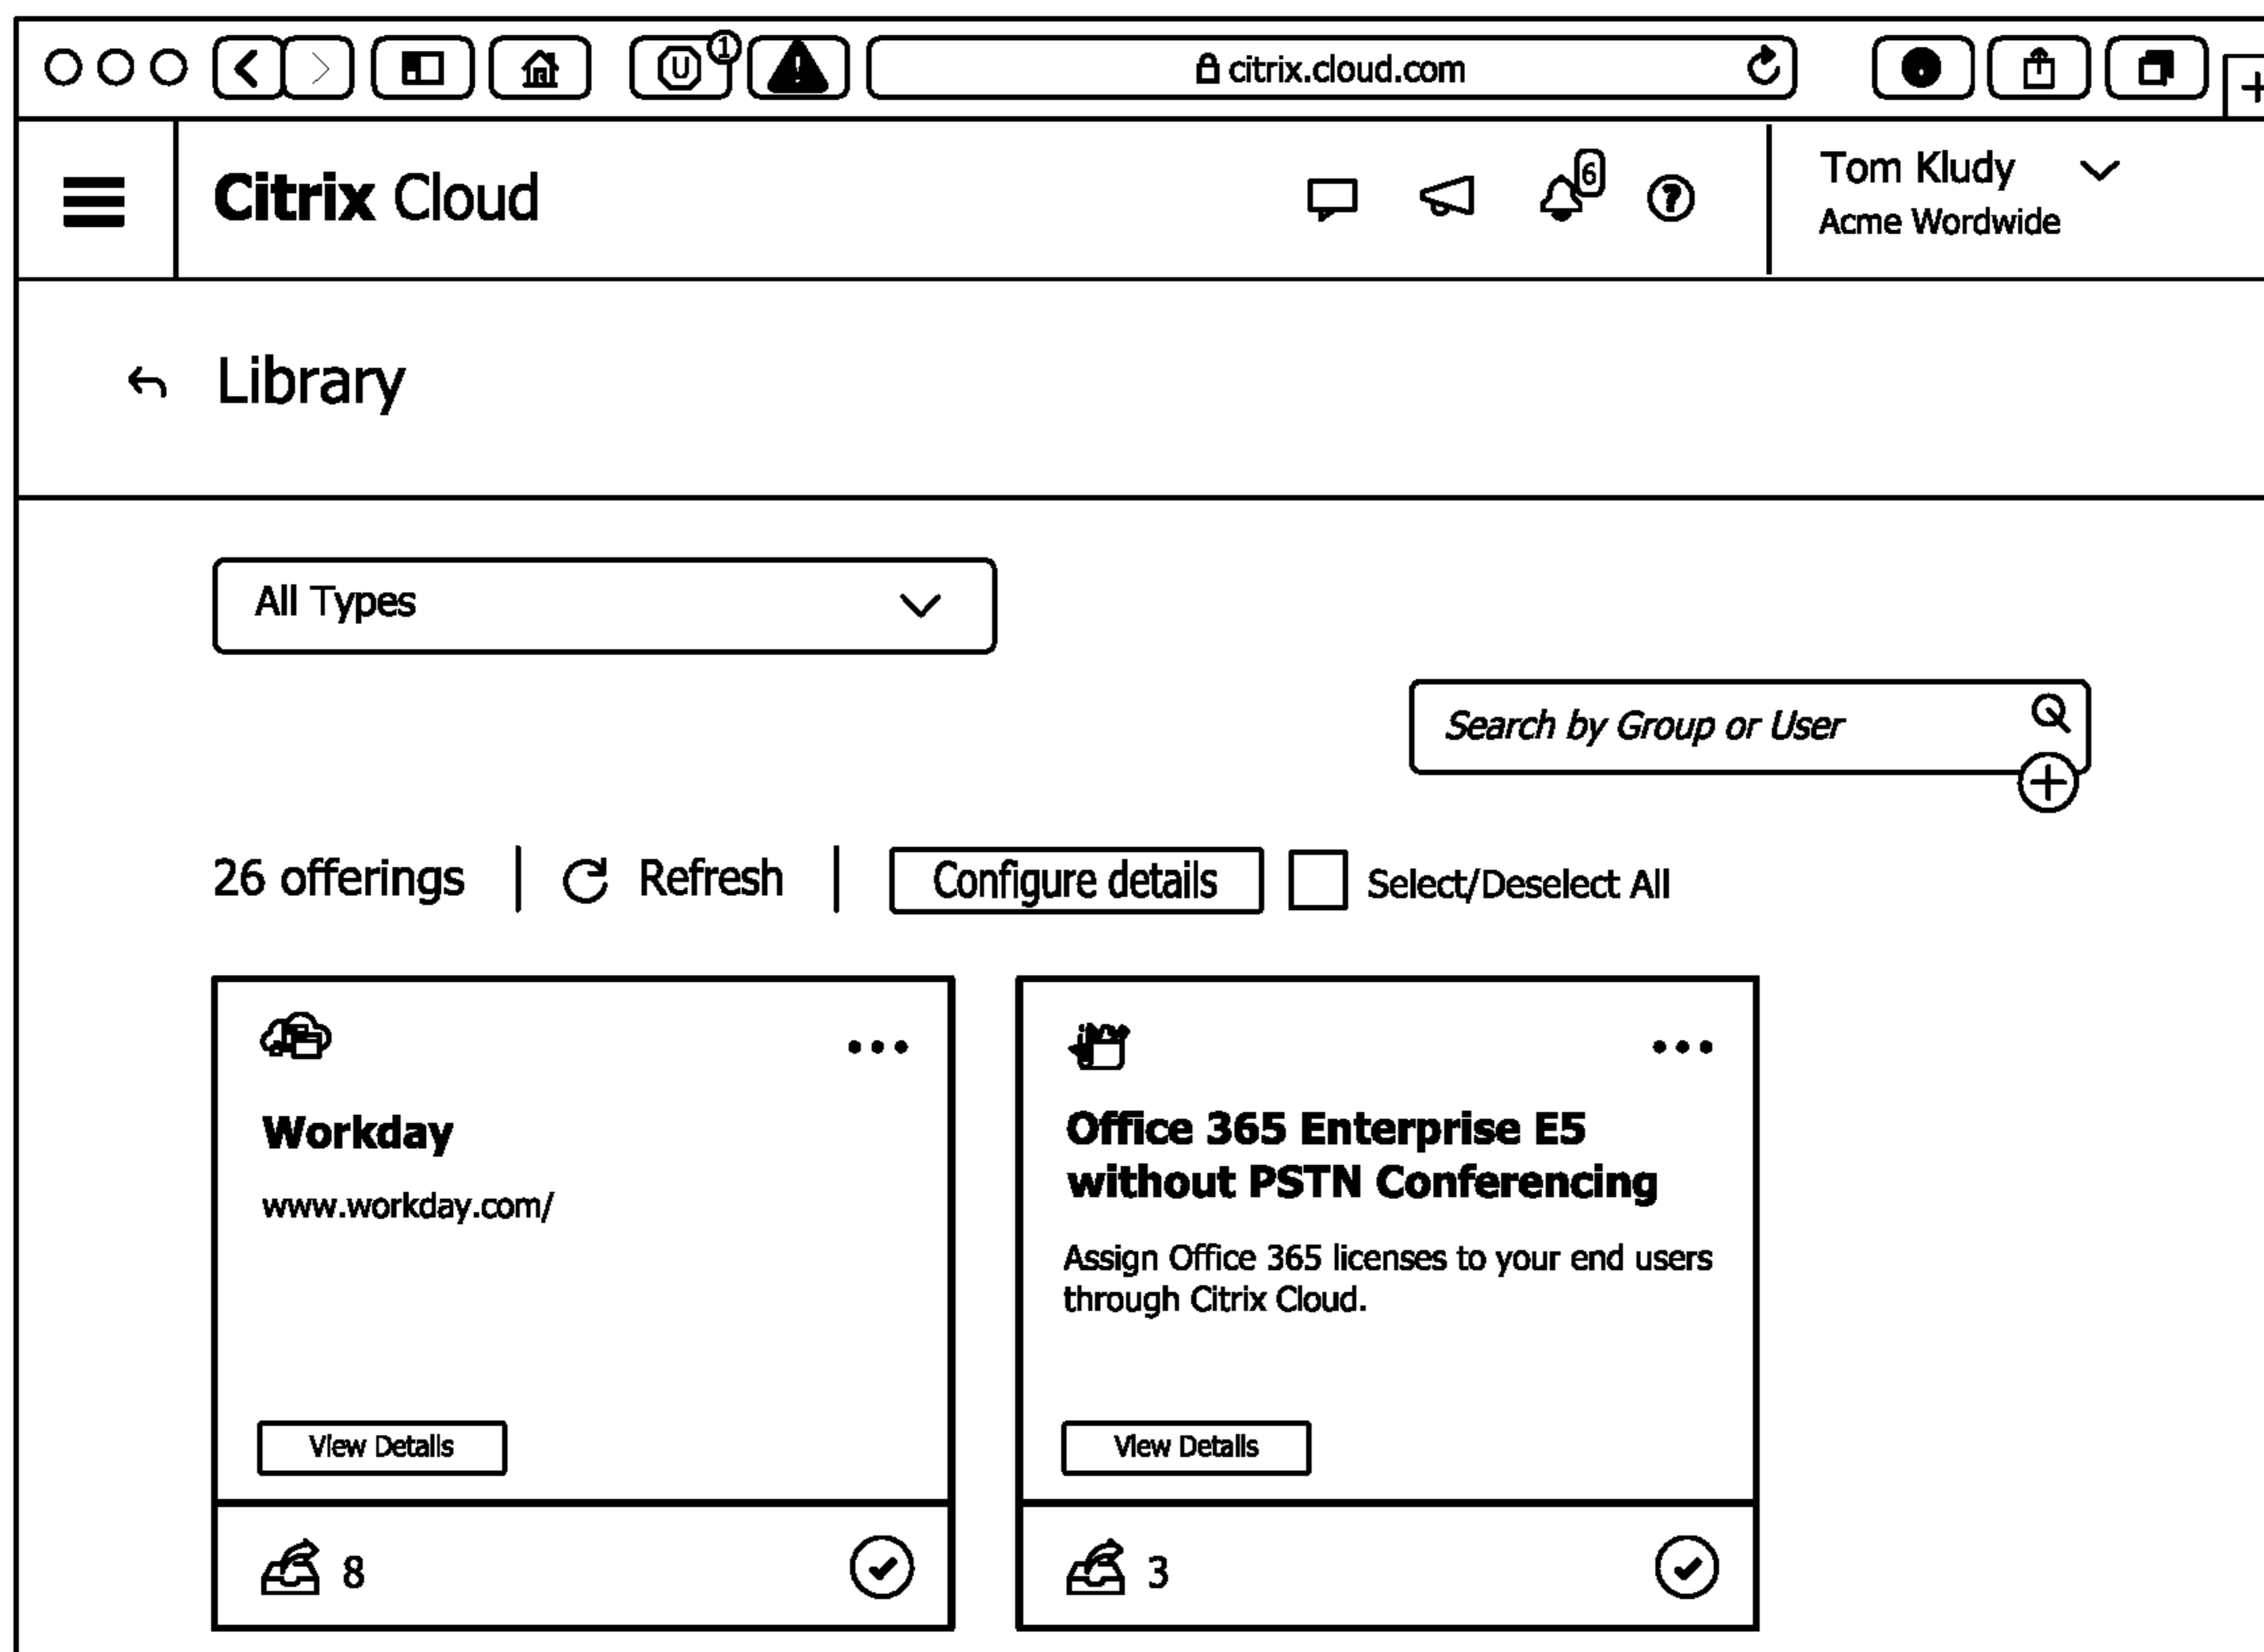 U 1
citrix.cloud.com
Citrix Cloud
6
?
Tom Kludy
Acme Wordwide
Library
All Types
Search by Group or User
26 offerings | Refresh | Configure details Select/Deselect All
Workday
www.workday.com/
View Details
8
Office 365 Enterprise E5
without PSTN Conferencing
Assign Office 365 licenses to your end users
through Citrix Cloud.
View Details
3